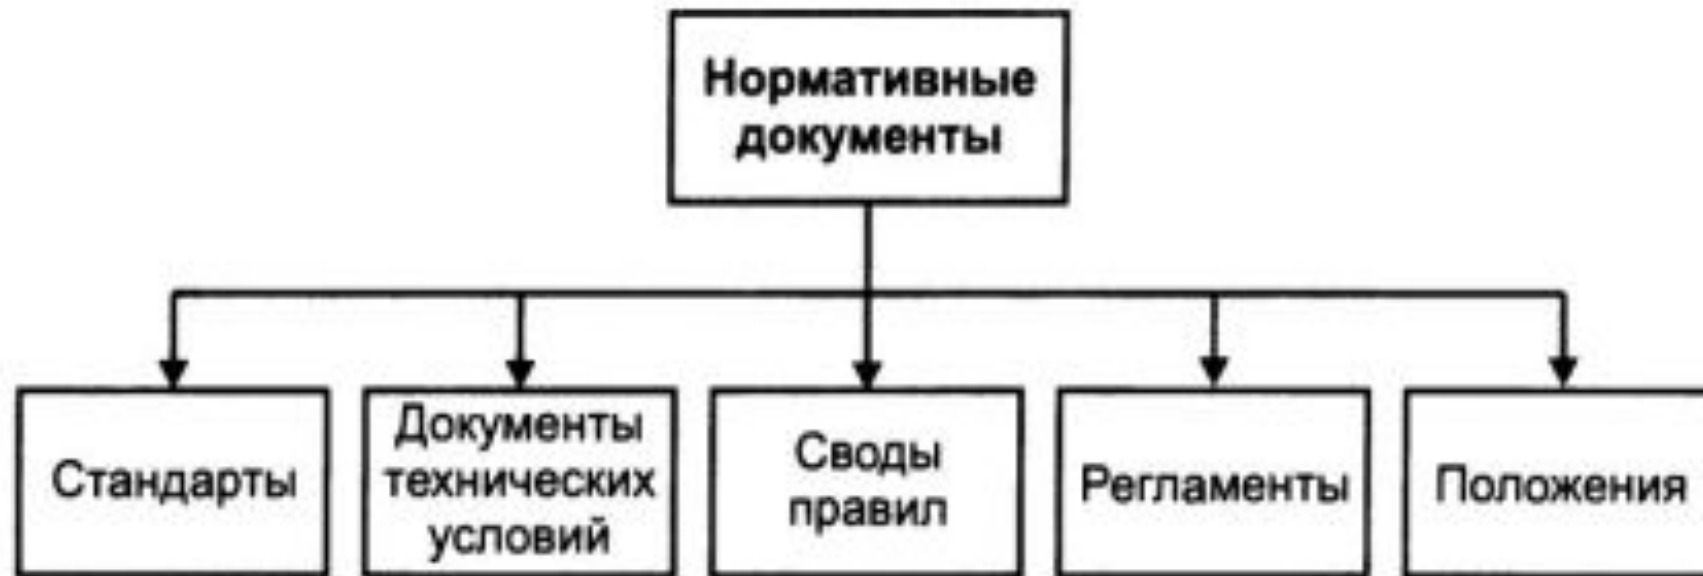 Нормативные
документы
Стандарты
Документы
технических
условий
Своды
правил
Регламенты
Положения